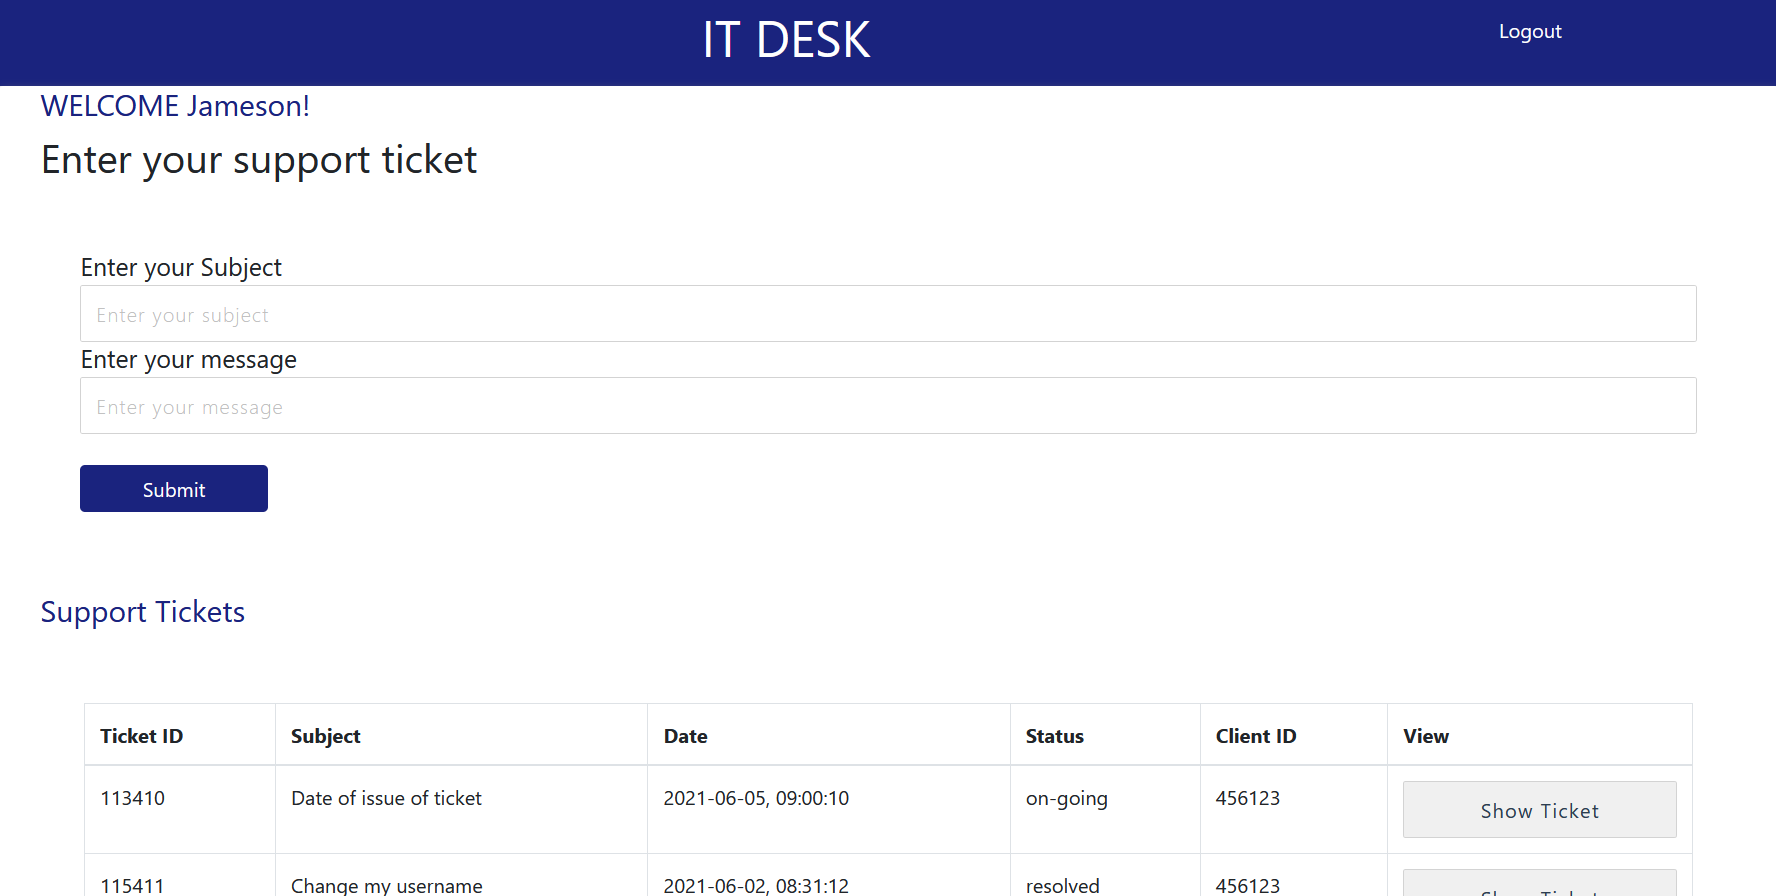 IT DESK
Logout
WELCOME Jameson!
Enter your support ticket
Enter your Subject
Enter your subject
Enter your message
Enter your message
Submit
Support Tickets
Ticket ID Subject Date Status Client ID View
113410 Date of issue of ticket 2021-06-05, 09:00:10 on-going 456123 Show Ticket
115411 Change my username 2021-06-02, 08:31:12 resolved 456123 Show Ticket